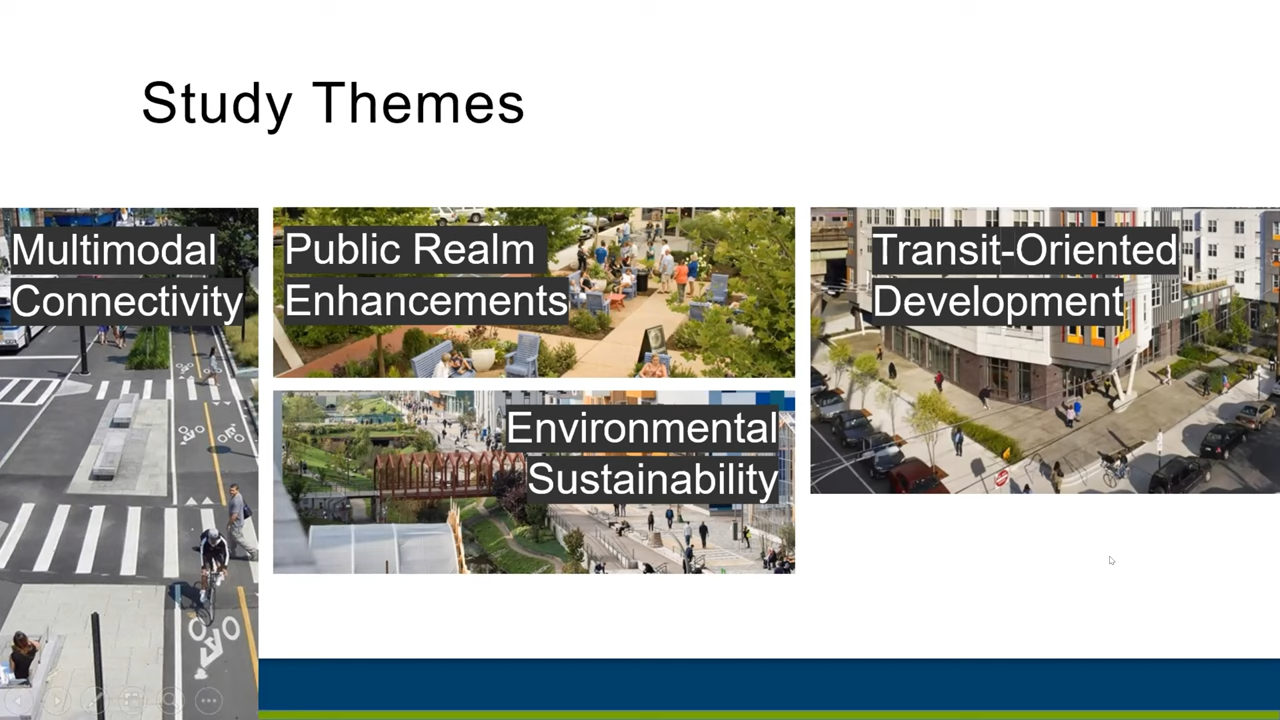 Study Themes
Multimodal
Connectivity
Public Realm
Enhancements
Environmental
Sustainability
Transit-Oriented
Development